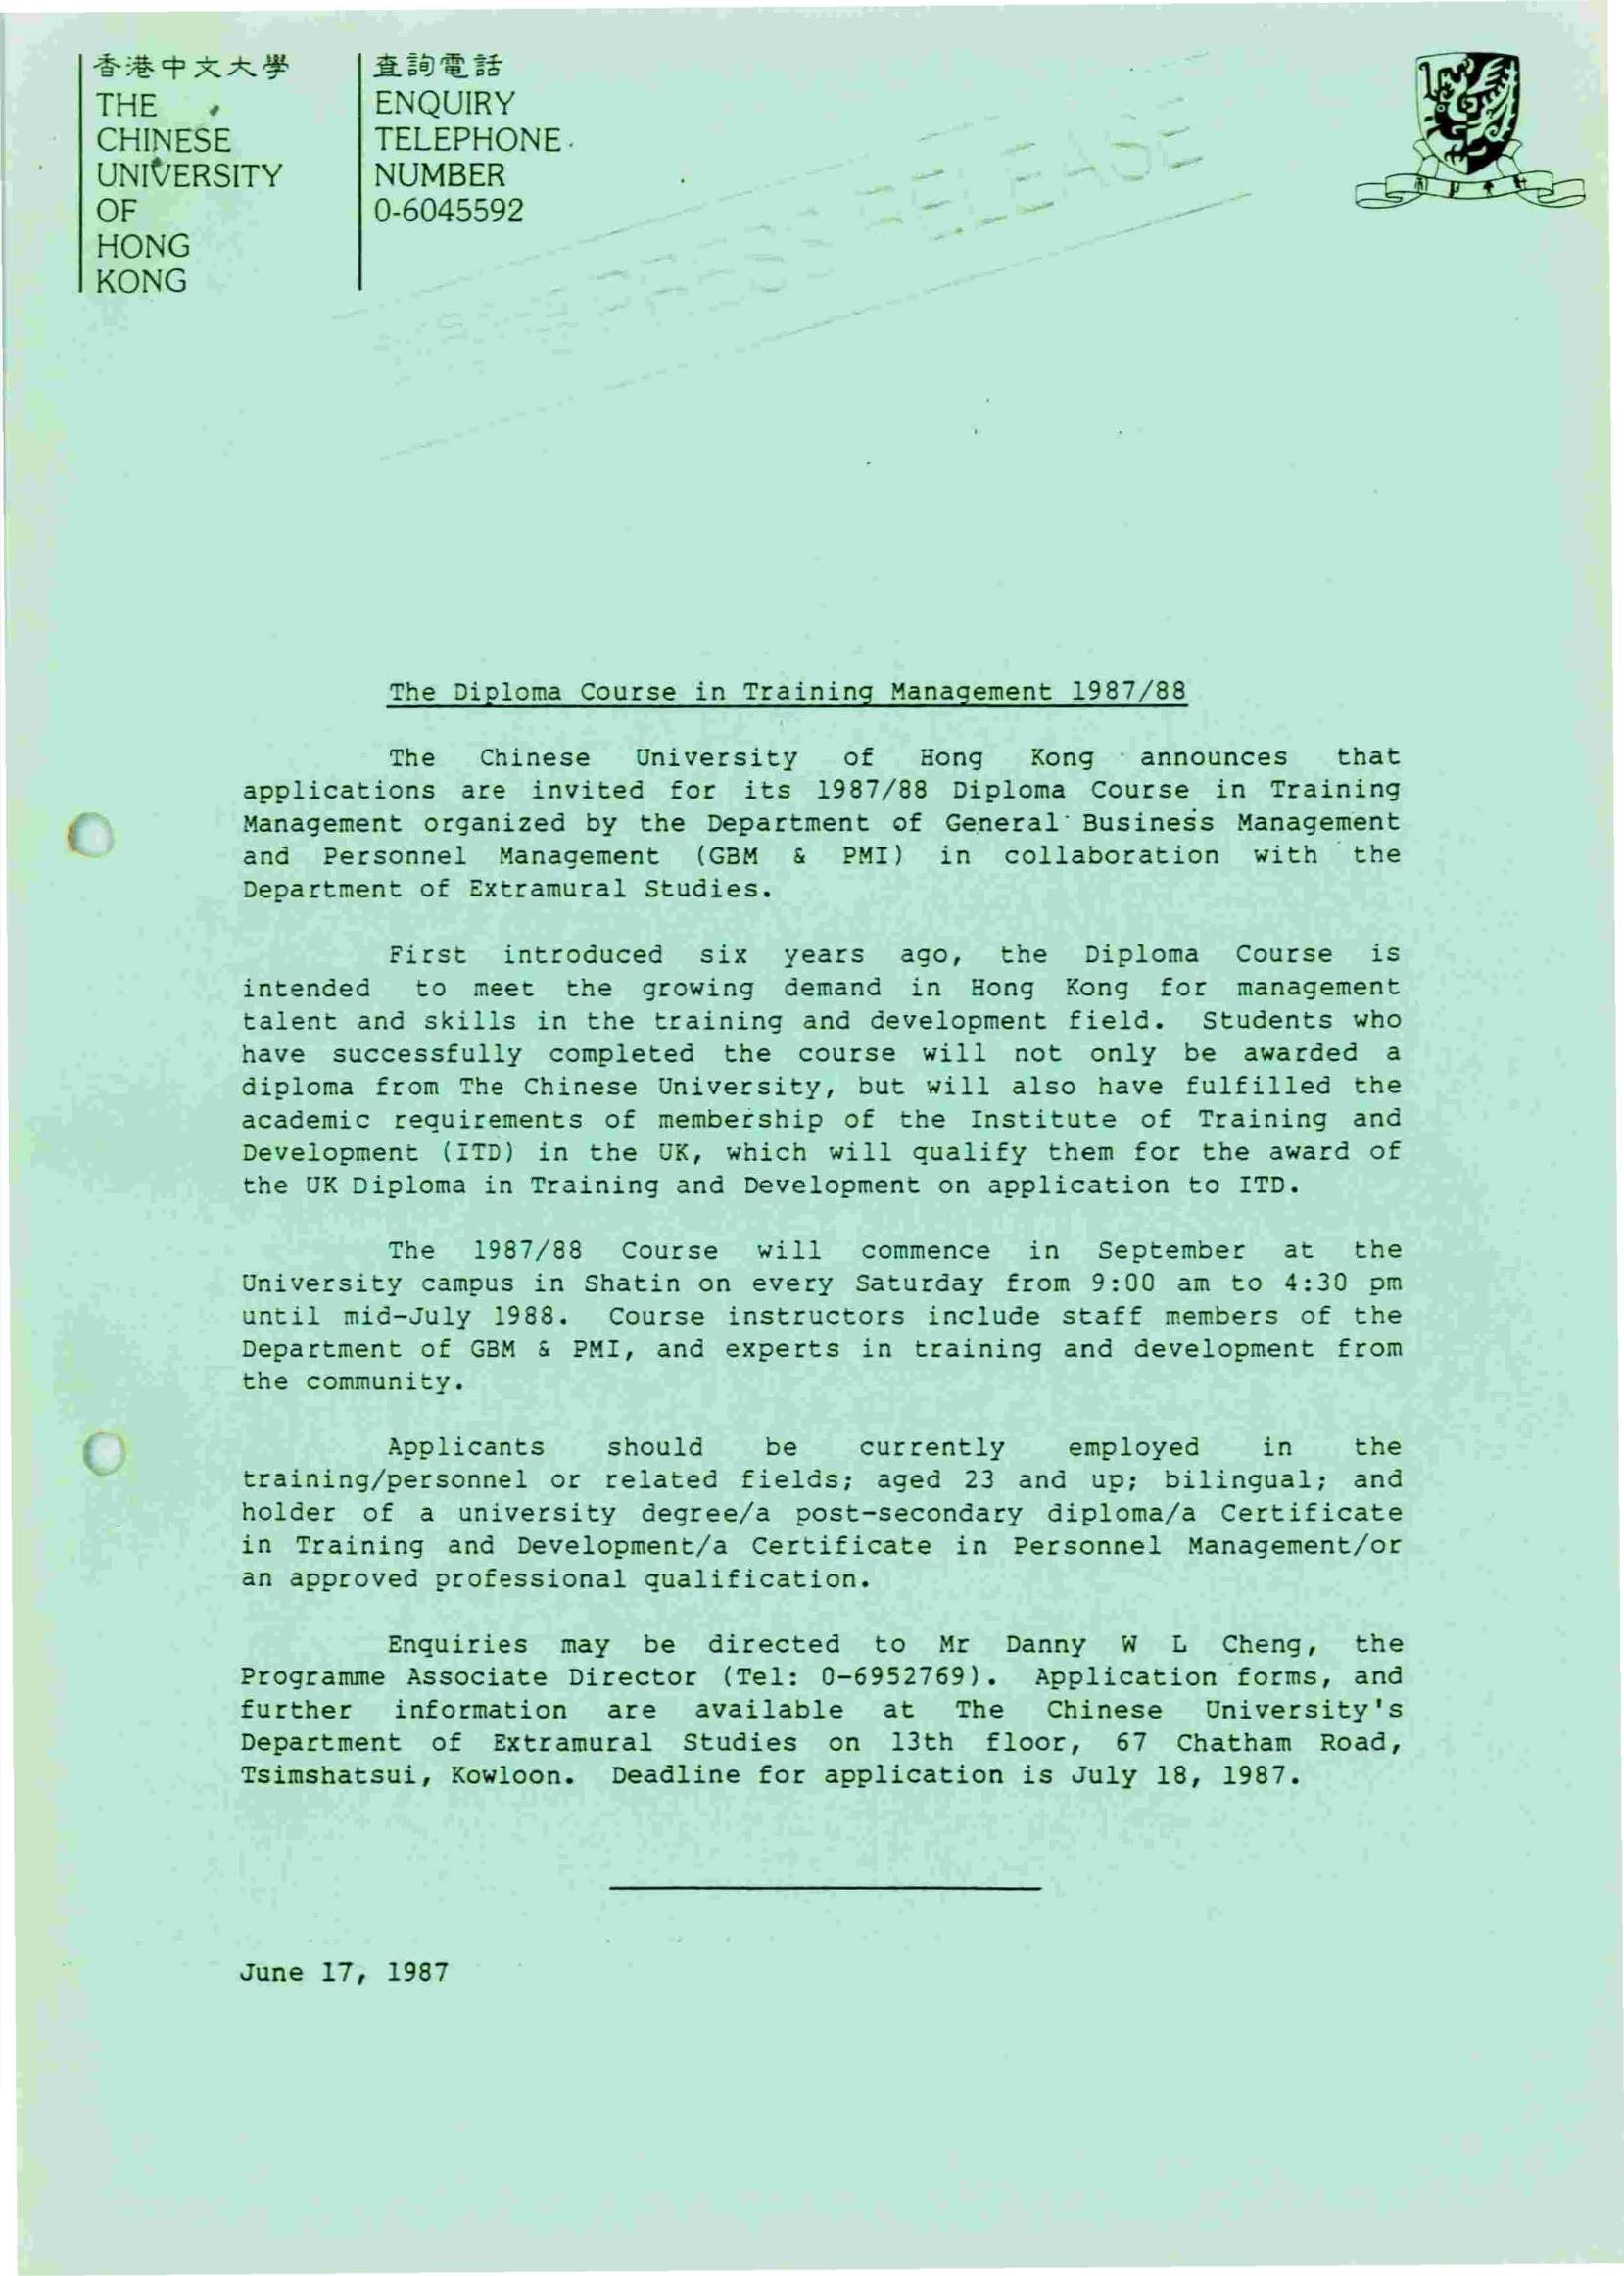 香港中文大學
THE
CHINESE
UNIVERSITY
OF
HONG
KONG
查詢電話
ENQUIRY
TELEPHONE
NUMBER
0-6045592
PRESS RELEASE
The Diploma Course in Training Management 1987/88
The Chinese University of Hong Kong announces that
applications are invited for its 1987/88 Diploma Course in Training
Management organized by the Department of General Business Management
and Personnel Management (GBM & PMI) in collaboration with the
Department of Extramural Studies.
First introduced six years ago, the Diploma Course is
intended to meet the growing demand in Hong Kong for management
talent and skills in the training and development field. Students who
have successfully completed the course will not only be awarded a
diploma from The Chinese University, but will also have fulfilled the
academic requirements of membership of the Institute of Training and
Development (ITD) in the UK, which will qualify them for the award of
the UK Diploma in Training and Development on application to ITD.
The 1987/88 Course will commence in September at the
University campus in Shatin on every Saturday from 9:00 am to 4:30 pm
until mid-July 1988. Course instructors include staff members of the
Department of GBM & PMI, and experts in training and development from
the community.
Applicants should be currently employed in the
training/personnel or related fields; aged 23 and up; bilingual; and
holder of a university degree/a post-secondary diploma/a Certificate
in Training and Development/a Certificate in Personnel Management/or
an approved professional qualification.
Enquiries may be directed to Mr Danny W L Cheng, the
Programme Associate Director (Tel: 0-6952769). Application forms, and
further information are available at The Chinese University's
Department of Extramural Studies on 13th floor, 67 Chatham Road,
Tsimshatsui, Kowloon. Deadline for application is July 18, 1987.
June 17, 1987